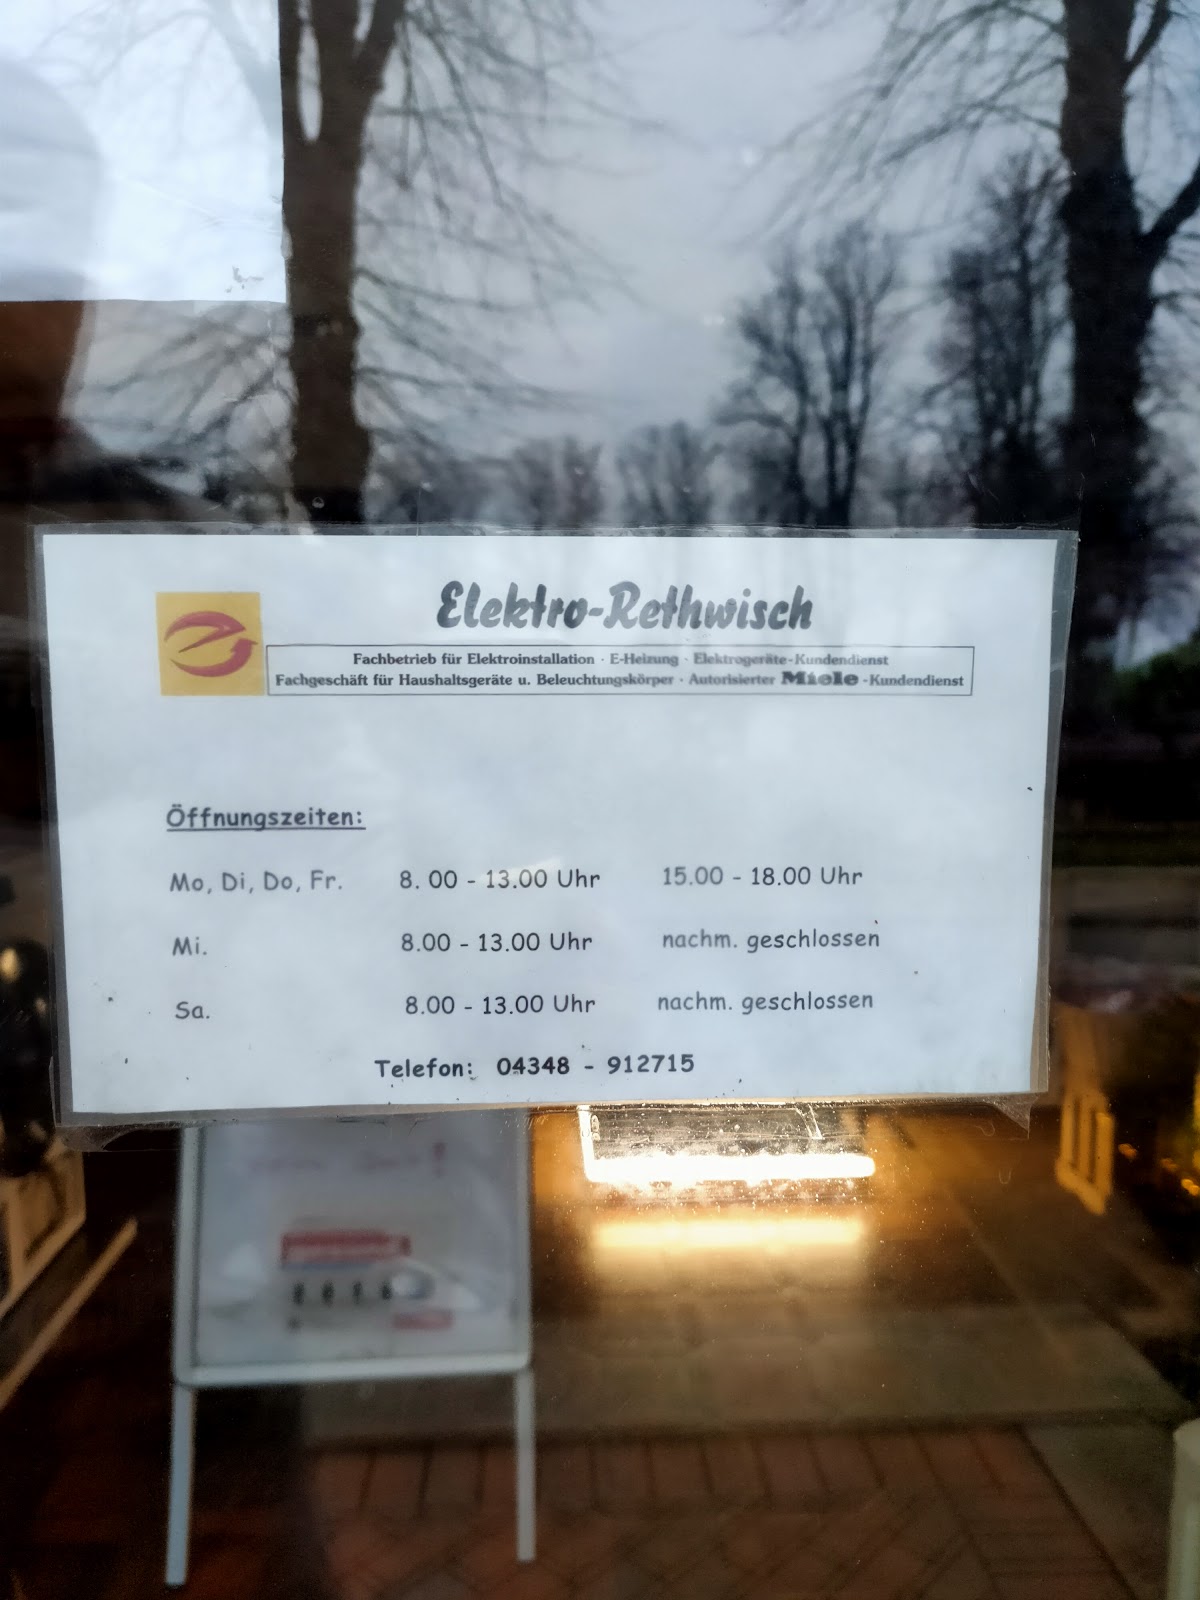 Elektro-Rethwisch
Fachbetrieb für Elektroinstallation · E-Heizung · Elektrogeräte-Kundendienst
Fachgeschäft für Haushaltsgeräte u. Beleuchtungskörper · Autorisierter Miele-Kundendienst
Öffnungszeiten:
Mo, Di, Do, Fr. 8. 00 - 13.00 Uhr 15.00 - 18.00 Uhr
Mi. 8.00 - 13.00 Uhr nachm. geschlossen
Sa. 8.00 - 13.00 Uhr nachm. geschlossen
Telefon: 04348 - 912715